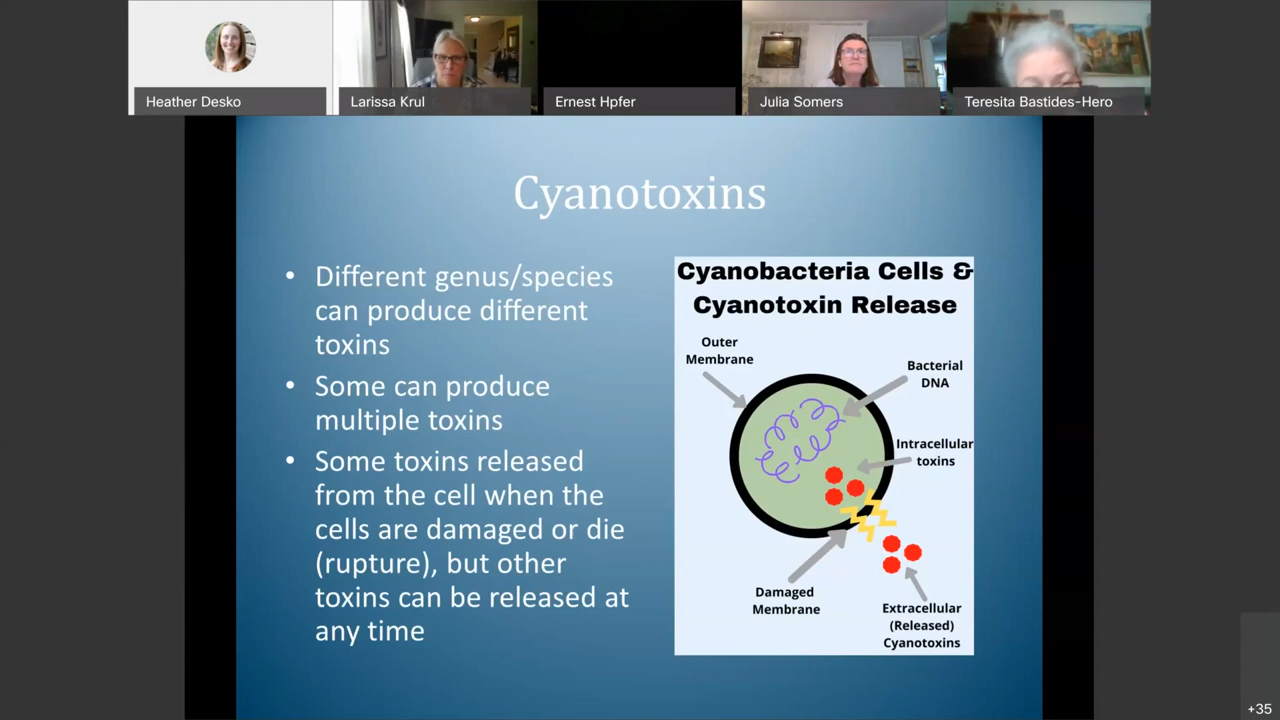 Heather Desko
Larissa Krul
Ernest Hpfer
Julia Somers
Teresita Bastides-Hero
Cyanotoxins
• Different genus/species
can produce different
toxins
• Some can produce
multiple toxins
• Some toxins released
from the cell when the
cells are damaged or die
(rupture), but other
toxins can be released at
any time
Cyanobacteria Cells &
Cyanotoxin Release
Outer
Membrane
Bacterial
DNA
Intracellular
toxins
Damaged
Membrane
Extracellular
(Released)
Cyanotoxins
+35